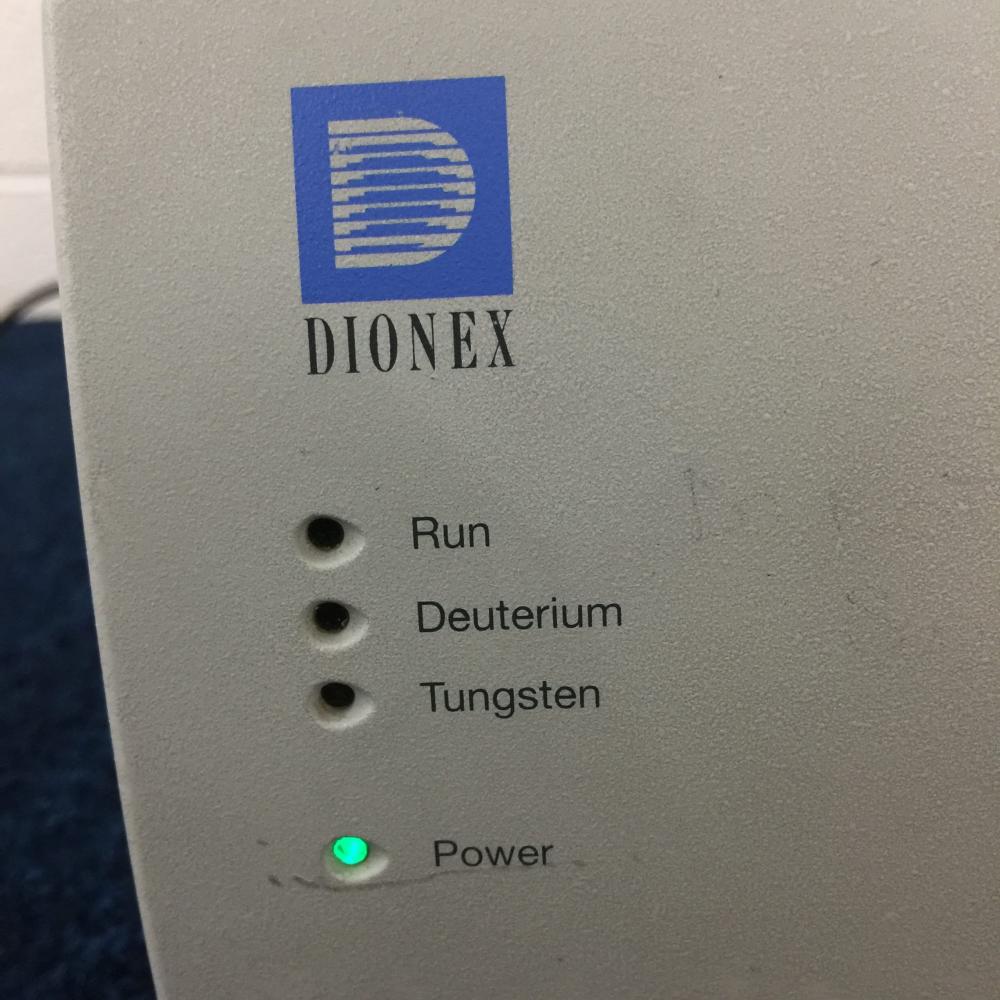 DIONEX
Run
Deuterium
Tungsten
Power